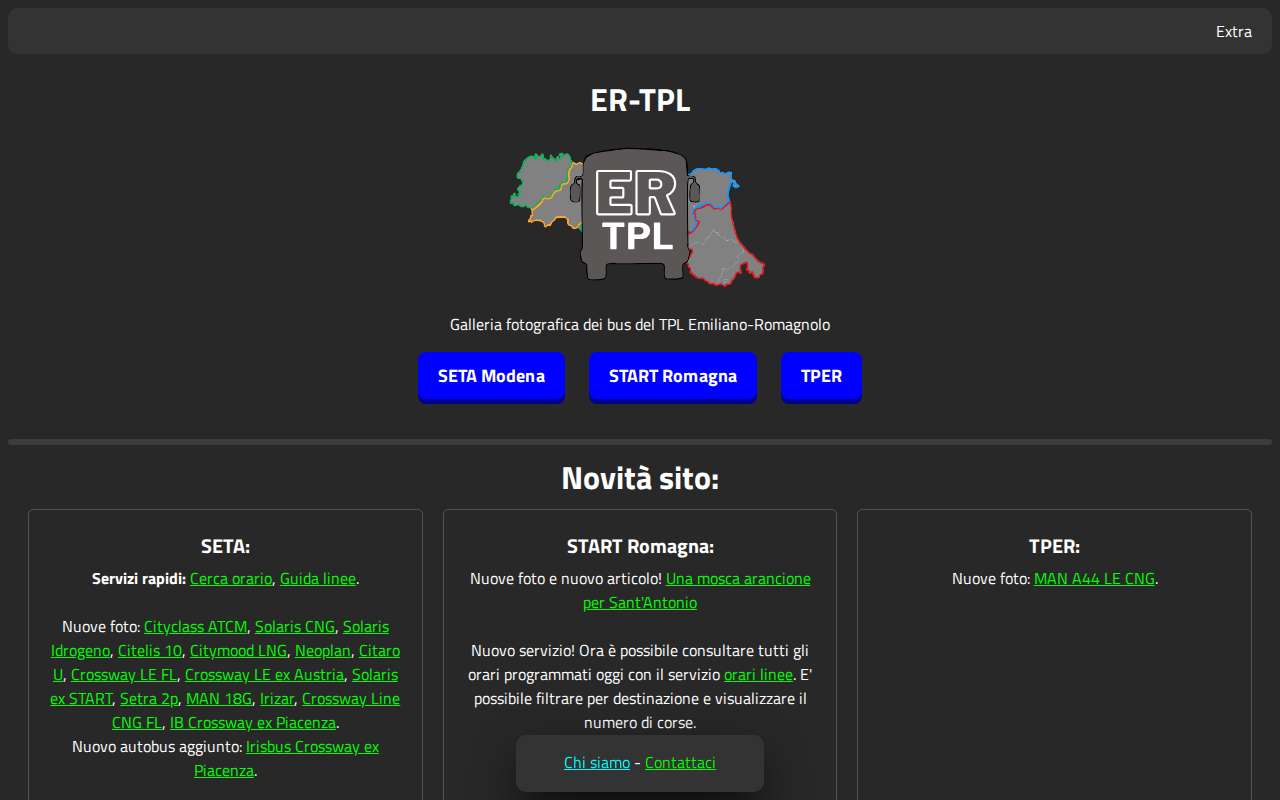 Extra
ER-TPL
ER
TPL
Galleria fotografica dei bus del TPL Emiliano-Romagnolo
SETA Modena
START Romagna
TPER
Novità sito:
SETA:
Servizi rapidi: Cerca orario, Guida linee.
Nuove foto: Cityclass ATCM, Solaris CNG, Solaris
Idrogeno, Citelis 10, Citymood LNG, Neoplan, Citaro
U, Crossway LE FL, Crossway LE ex Austria, Solaris
ex START, Setra 2p, MAN 18G, Irizar, Crossway Line
CNG FL, IB Crossway ex Piacenza.
Nuovo autobus aggiunto: Irisbus Crossway ex
Piacenza.
START Romagna:
Nuove foto e nuovo articolo! Una mosca arancione
per Sant'Antonio
Nuovo servizio! Ora è possibile consultare tutti gli
orari programmati oggi con il servizio orari linee. E'
possibile filtrare per destinazione e visualizzare il
numero di corse.
TPER:
Nuove foto: MAN A44 LE CNG.
Chi siamo - Contattaci